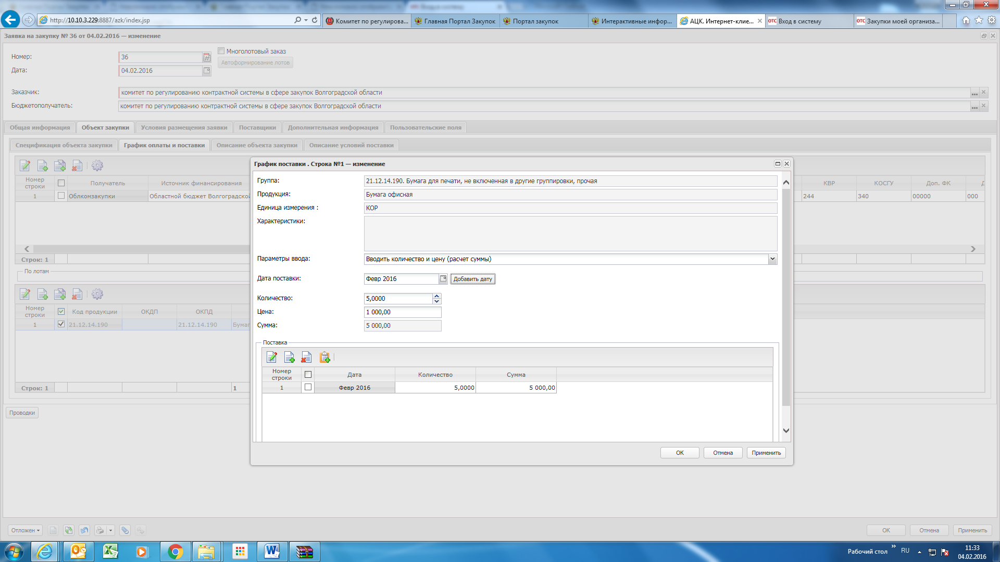 http://10.10.3.229:8887/azk/index.jsp
Комитет по регулирова...
Главная Портал Закупок
Портал закупок
Интерактивные инфор...
АЦК. Интернет-клие...
отс Вход в систему
отс Закупки моей организа...
Заявка на закупку № 36 от 04.02.2016 — изменение
Номер: 36
Многолотовый заказ
Автоформирование лотов
Дата: 04.02.2016
Заказчик: комитет по регулированию контрактной системы в сфере закупок Волгоградской области
Бюджетополучатель: комитет по регулированию контрактной системы в сфере закупок Волгоградской области
Общая информация Объект закупки Условия размещения заявки Поставщики Дополнительная информация Пользовательские поля
Спецификация объекта закупки График оплаты и поставки Описание объекта закупки Описание условий поставки
Номер строки Получатель Источник финансирования КВР КОСГУ Доп. ФК Д
1 Облкомзакупки Областной бюджет Волгоградской 244 340 00000 000
Строк: 1
По лотам
Номер строки Код продукции ОКДП ОКПД
1 21.12.14.190 21.12.14.190 Бумаг
Строк: 1 1
Проводки
График поставки . Строка №1 — изменение
Группа: 21.12.14.190. Бумага для печати, не включенная в другие группировки, прочая
Продукция: Бумага офисная
Единица измерения : КОР
Характеристики:
Параметры ввода: Вводить количество и цену (расчет суммы)
Дата поставки: Февр 2016 Добавить дату
Количество: 5,0000
Цена: 1 000,00
Сумма: 5 000,00
Поставка
Номер строки Дата Количество Сумма
1 Февр 2016 5,0000 5 000,00
ОК Отмена Применить
Отложен
ОК Отмена Применить
Рабочий стол » RU 11:33
04.02.2016